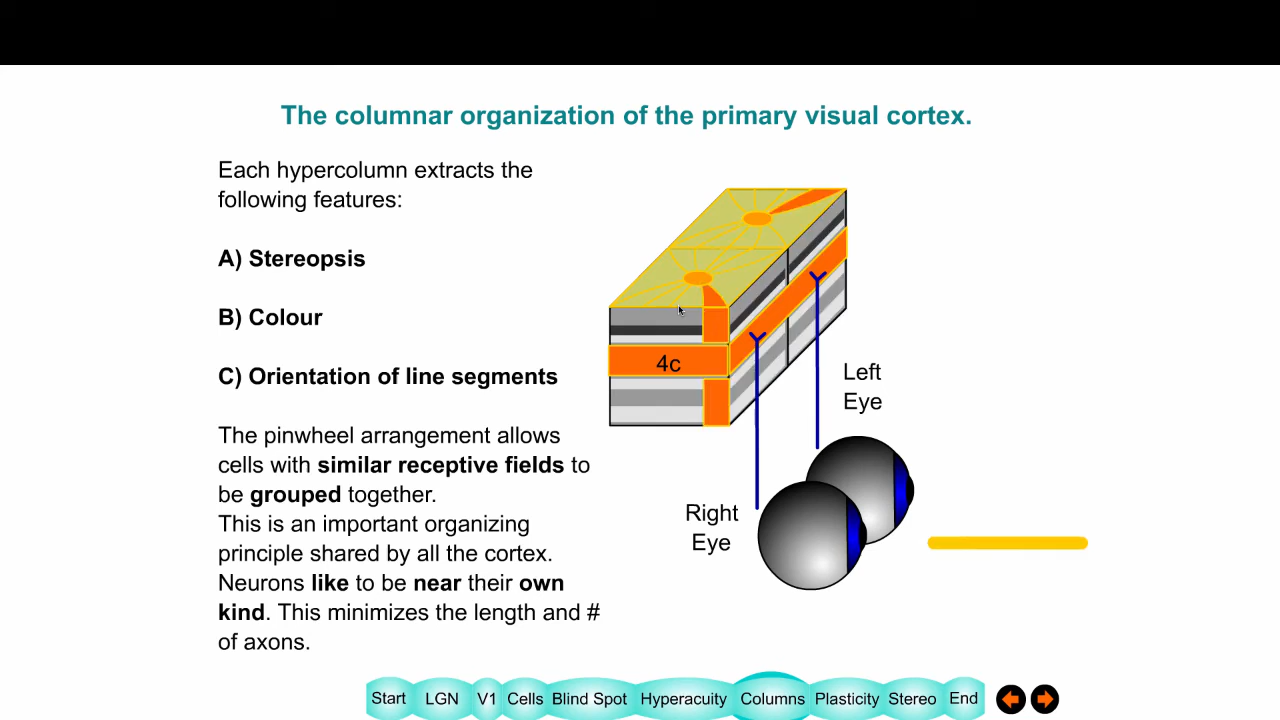 The columnar organization of the primary visual cortex.
Each hypercolumn extracts the
following features:
A) Stereopsis
B) Colour
C) Orientation of line segments
The pinwheel arrangement allows
cells with similar receptive fields to
be grouped together.
This is an important organizing
principle shared by all the cortex.
Neurons like to be near their own
kind. This minimizes the length and #
of axons.
4c
Left
Eye
Right
Eye
Start LGN V1 Cells Blind Spot Hyperacuity Columns Plasticity Stereo End